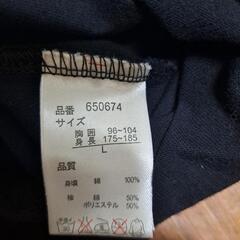 品番 650674
サイズ
胸囲 96~104
身長 175~185
L
品質
身頃 綿 100%
綿 50%
ポリエステル 50%